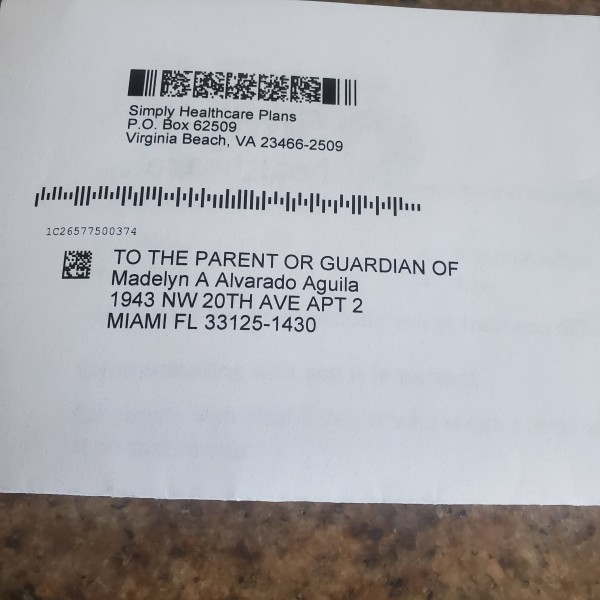 Simply Healthcare Plans
P.O. Box 62509
Virginia Beach, VA 23466-2509
1C26577500374
TO THE PARENT OR GUARDIAN OF
Madelyn A Alvarado Aguila
1943 NW 20TH AVE APT 2
MIAMI FL 33125-1430